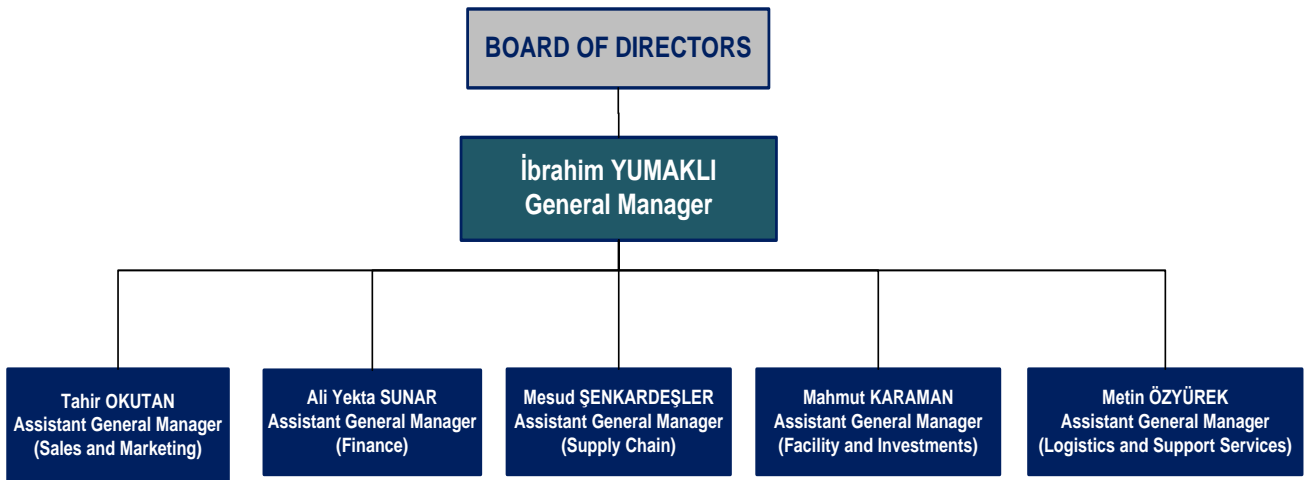 BOARD OF DIRECTORS
İbrahim YUMAKLI
General Manager
Tahir OKUTAN
Assistant General Manager
(Sales and Marketing)
Ali Yekta SUNAR
Assistant General Manager
(Finance)
Mesud ŞENKARDEŞLER
Assistant General Manager
(Supply Chain)
Mahmut KARAMAN
Assistant General Manager
(Facility and Investments)
Metin ÖZYÜREK
Assistant General Manager
(Logistics and Support Services)